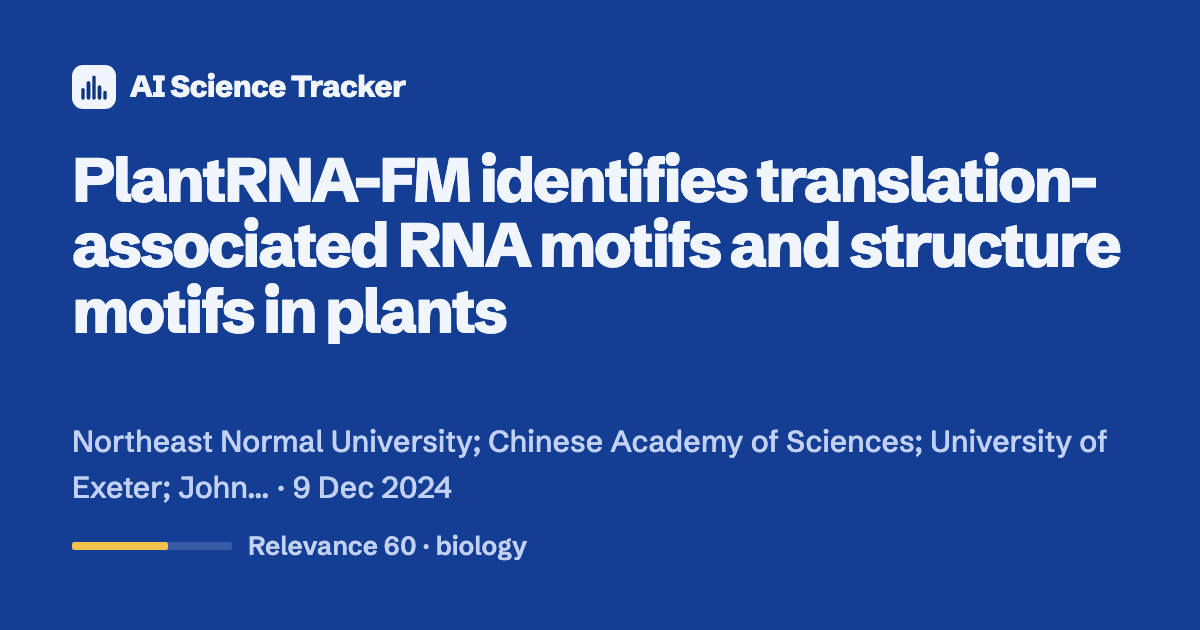 AI Science Tracker
PlantRNA-FM identifies translation-
associated RNA motifs and structure
motifs in plants
Northeast Normal University; Chinese Academy of Sciences; University of
Exeter; John... · 9 Dec 2024
Relevance 60 · biology